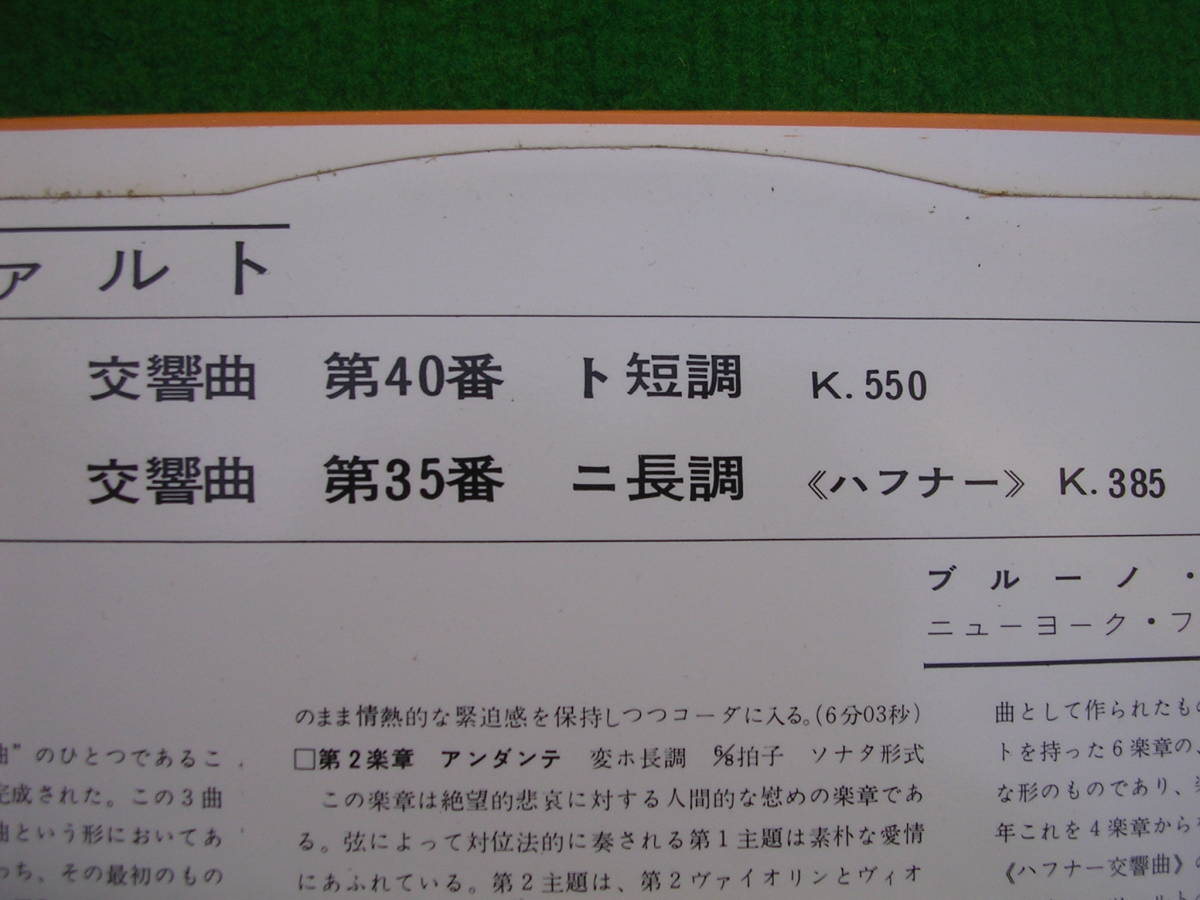 ァルト
交響曲 第40番 ト短調 K.550
交響曲 第35番 ニ長調 《ハフナー》 K.385
ブルーノ・
ニューヨーク・フ
曲”のひとつであるこ
完成された。この3曲
曲という形においてあ
っち、その最初のもの
のまま情熱的な緊迫感を保持しつつコーダに入る。(6分03秒)
□第2楽章 アンダンテ 変ホ長調 6/8拍子 ソナタ形式
この楽章は絶望的悲哀に対する人間的な慰めの楽章であ
る。弦によって対位法的に奏される第1主題は素朴な愛情
にあふれている。第2主題は、第2ヴァイオリンとヴィオ
曲として作られたもの
トを持った6楽章の、
な形のものであり、
年これを4楽章から
《ハフナー交響曲》の